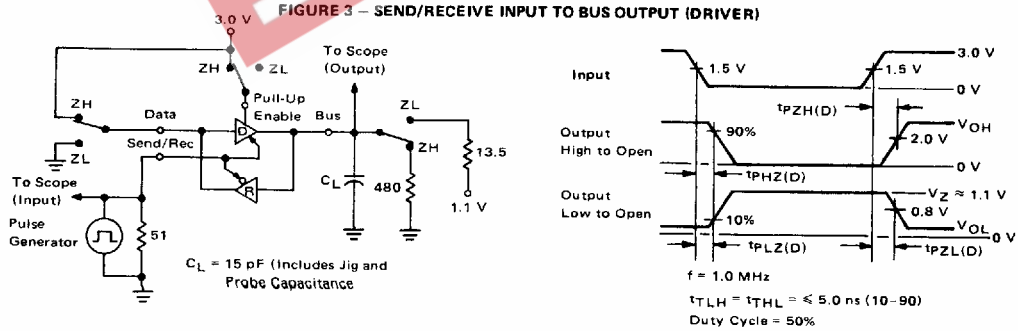 FIGURE 3 – SEND/RECEIVE INPUT TO BUS OUTPUT (DRIVER)
3.0 V
ZH
ZL
To Scope
(Output)
ZH
ZL
Data
Send/Rec
D
R
Pull-Up
Enable
Bus
ZL
ZH
CL
480
13.5
1.1 V
To Scope
(Input)
Pulse
Generator
51
CL = 15 pF (Includes Jig and
Probe Capacitance
Input
1.5 V
1.5 V
3.0 V
0 V
tPZH(D)
Output
High to Open
90%
VOH
2.0 V
0 V
tPHZ(D)
Output
Low to Open
10%
VZ ≈ 1.1 V
0.8 V
VOL
0 V
tPLZ(D)
tPZL(D)
f = 1.0 MHz
tTLH = tTHL = ≤ 5.0 ns (10-90)
Duty Cycle = 50%